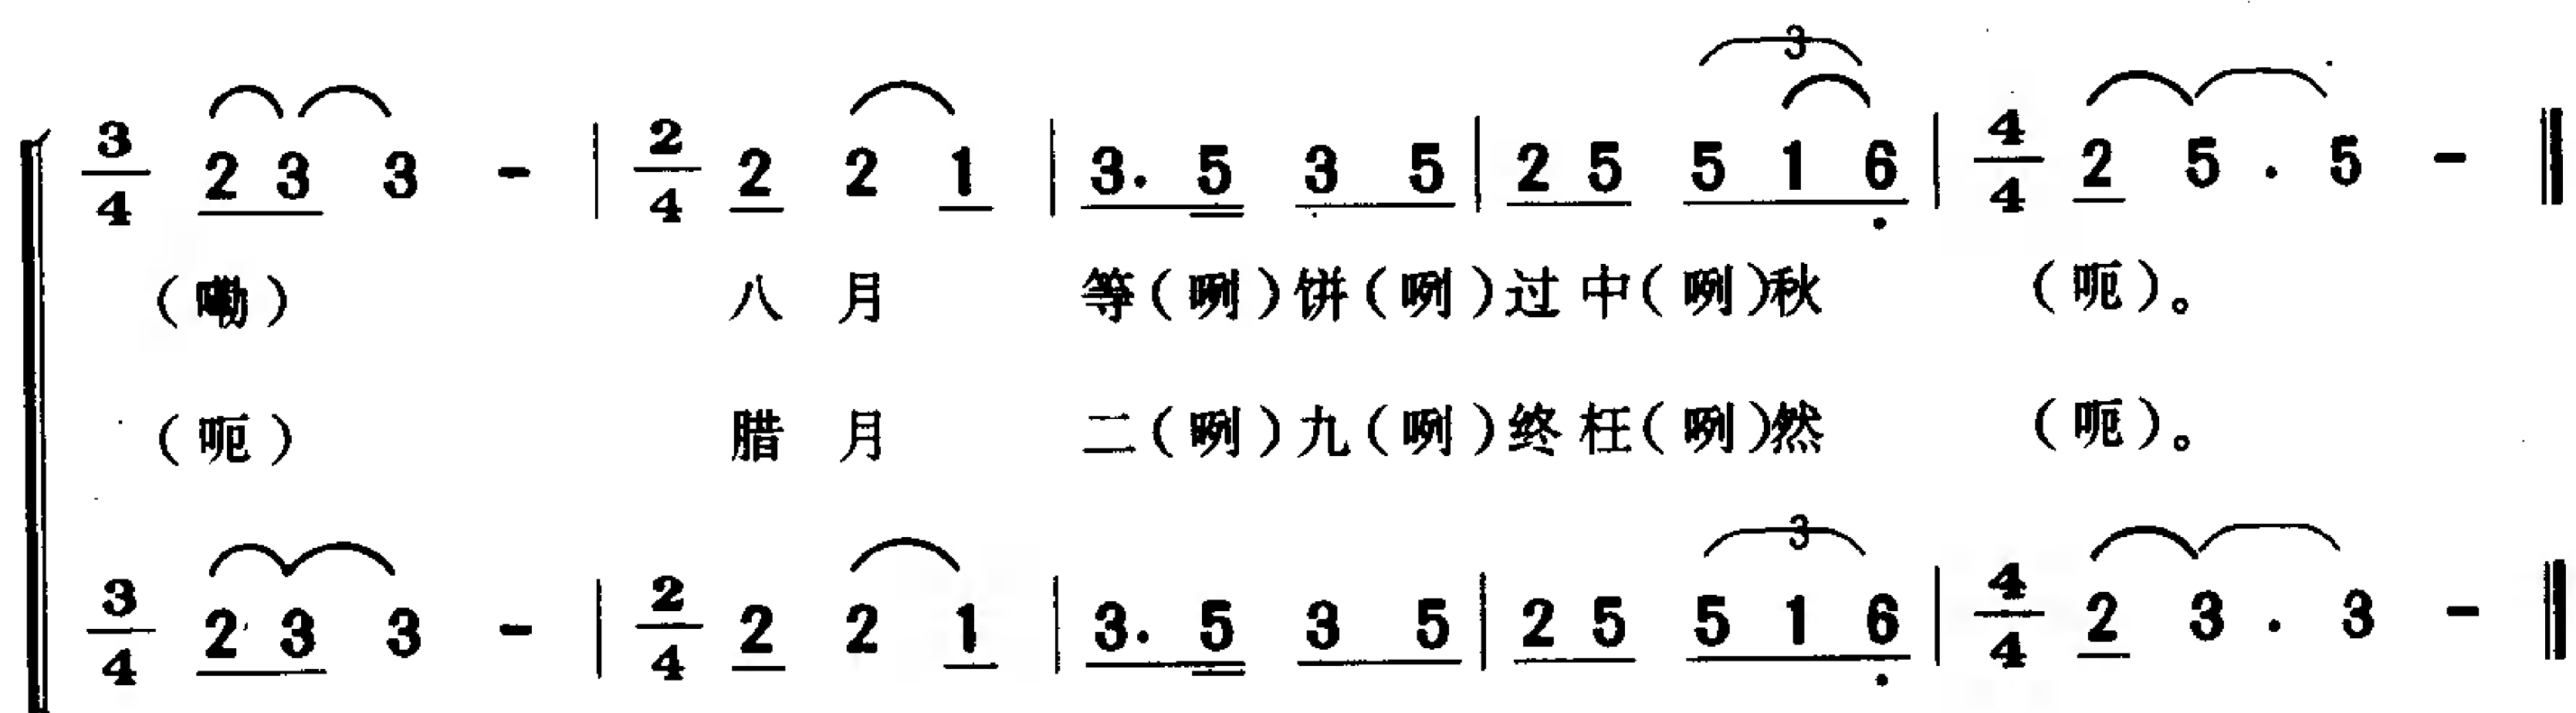 3/4 2 3 3 - | 2/4 2 2 1 | 3. 5 3 5 | 2 5 5 1 6 | 4/4 2 5 . 5 - ‖
(嘞) 八 月 等(咧)饼(咧)过 中(咧)秋 (呃)。
(呃) 腊 月 二(咧)九(咧)终 枉(咧)然 (呃)。
3/4 2 3 3 - | 2/4 2 2 1 | 3. 5 3 5 | 2 5 5 1 6 | 4/4 2 3 . 3 - ‖